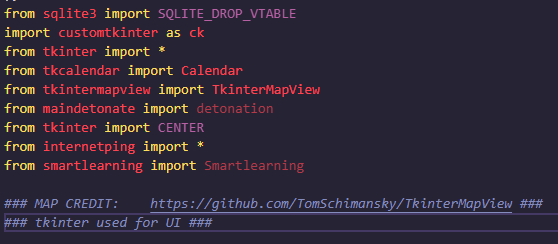 from sqlite3 import SQLITE_DROP_VTABLE
import customtkinter as ck
from tkinter import *
from tkcalendar import Calendar
from tkintermapview import TkinterMapView
from maindetonate import detonation
from tkinter import CENTER
from internetping import *
from smartlearning import Smartlearning
### MAP CREDIT:    https://github.com/TomSchimansky/TkinterMapView ###
### tkinter used for UI ###